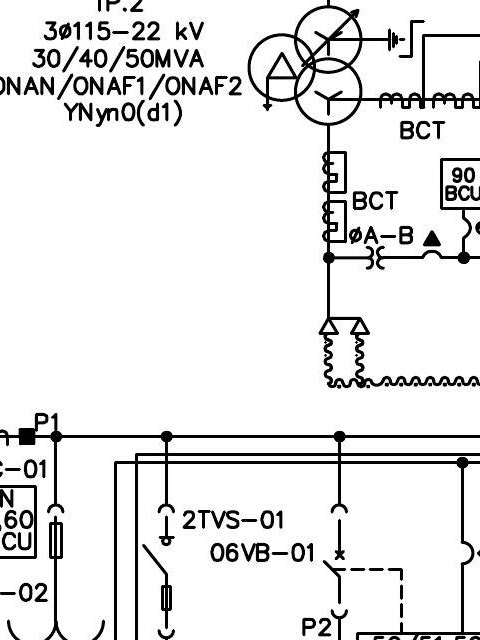 TP.2
3Ø115-22 kV
30/40/50MVA
ONAN/ONAF1/ONAF2
YNyn0(d1)
BCT
90
BCU
BCT
ØA-B
P1
C-01
N
,60
CU
2TVS-01
06VB-01
-02
P2
50/51,50